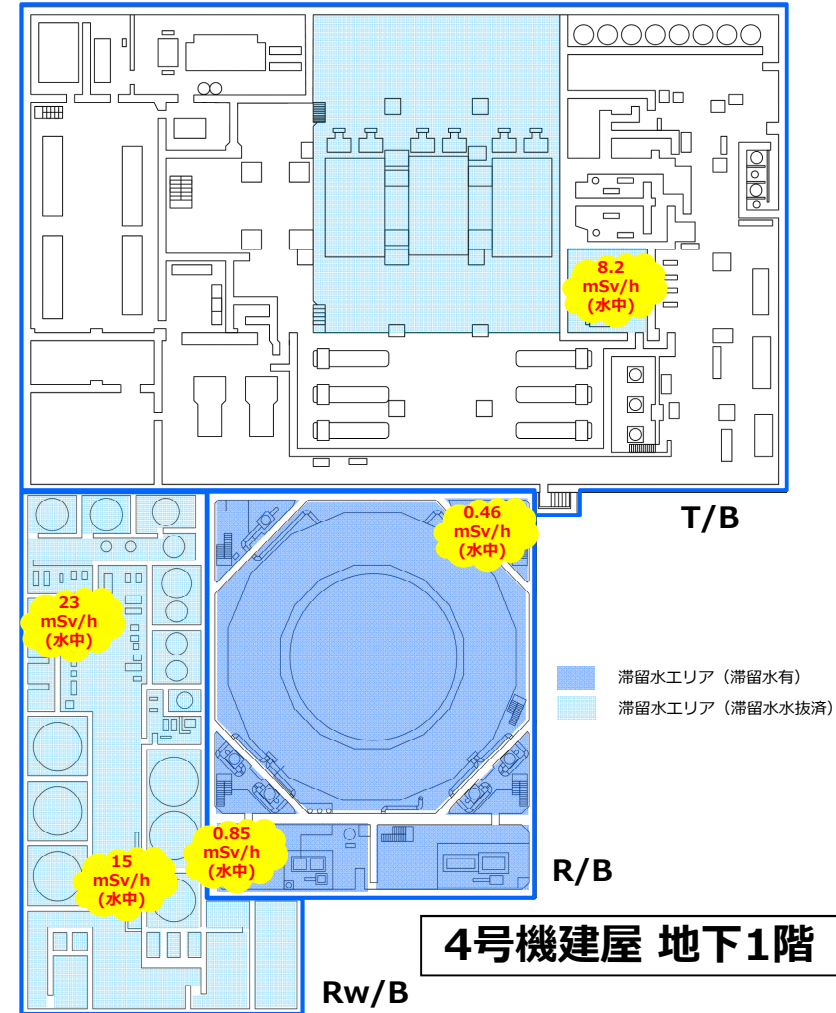 8.2
mSv/h
(水中)
T/B
0.46
mSv/h
(水中)
23
mSv/h
(水中)
滞留水エリア（滞留水有）
滞留水エリア（滞留水水抜済）
0.85
mSv/h
(水中)
15
mSv/h
(水中)
R/B
4号機建屋 地下1階
Rw/B